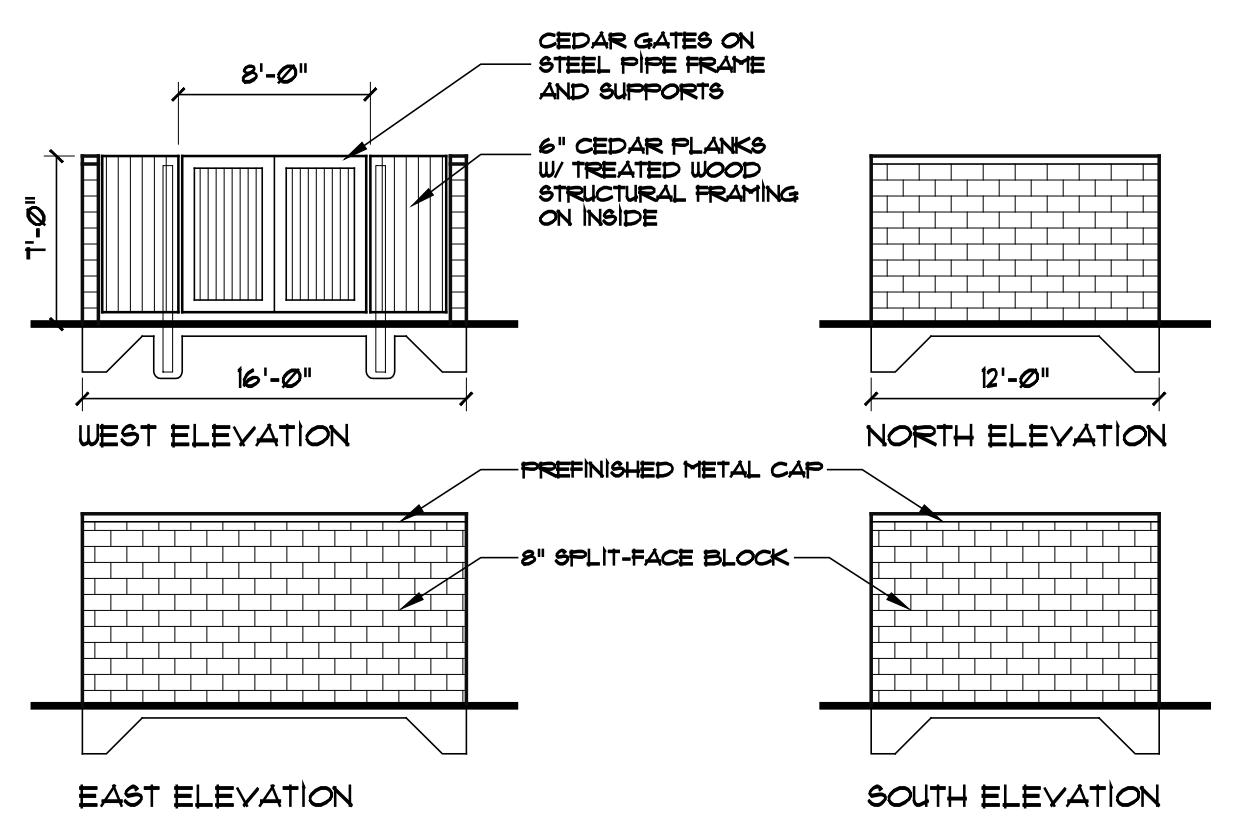 CEDAR GATES ON
STEEL PIPE FRAME
AND SUPPORTS
8'-0"
6" CEDAR PLANKS
W/ TREATED WOOD
STRUCTURAL FRAMING
ON INSIDE
7'-0"
16'-0"
12'-0"
WEST ELEVATION
NORTH ELEVATION
PREFINISHED METAL CAP
8" SPLIT-FACE BLOCK
EAST ELEVATION
SOUTH ELEVATION